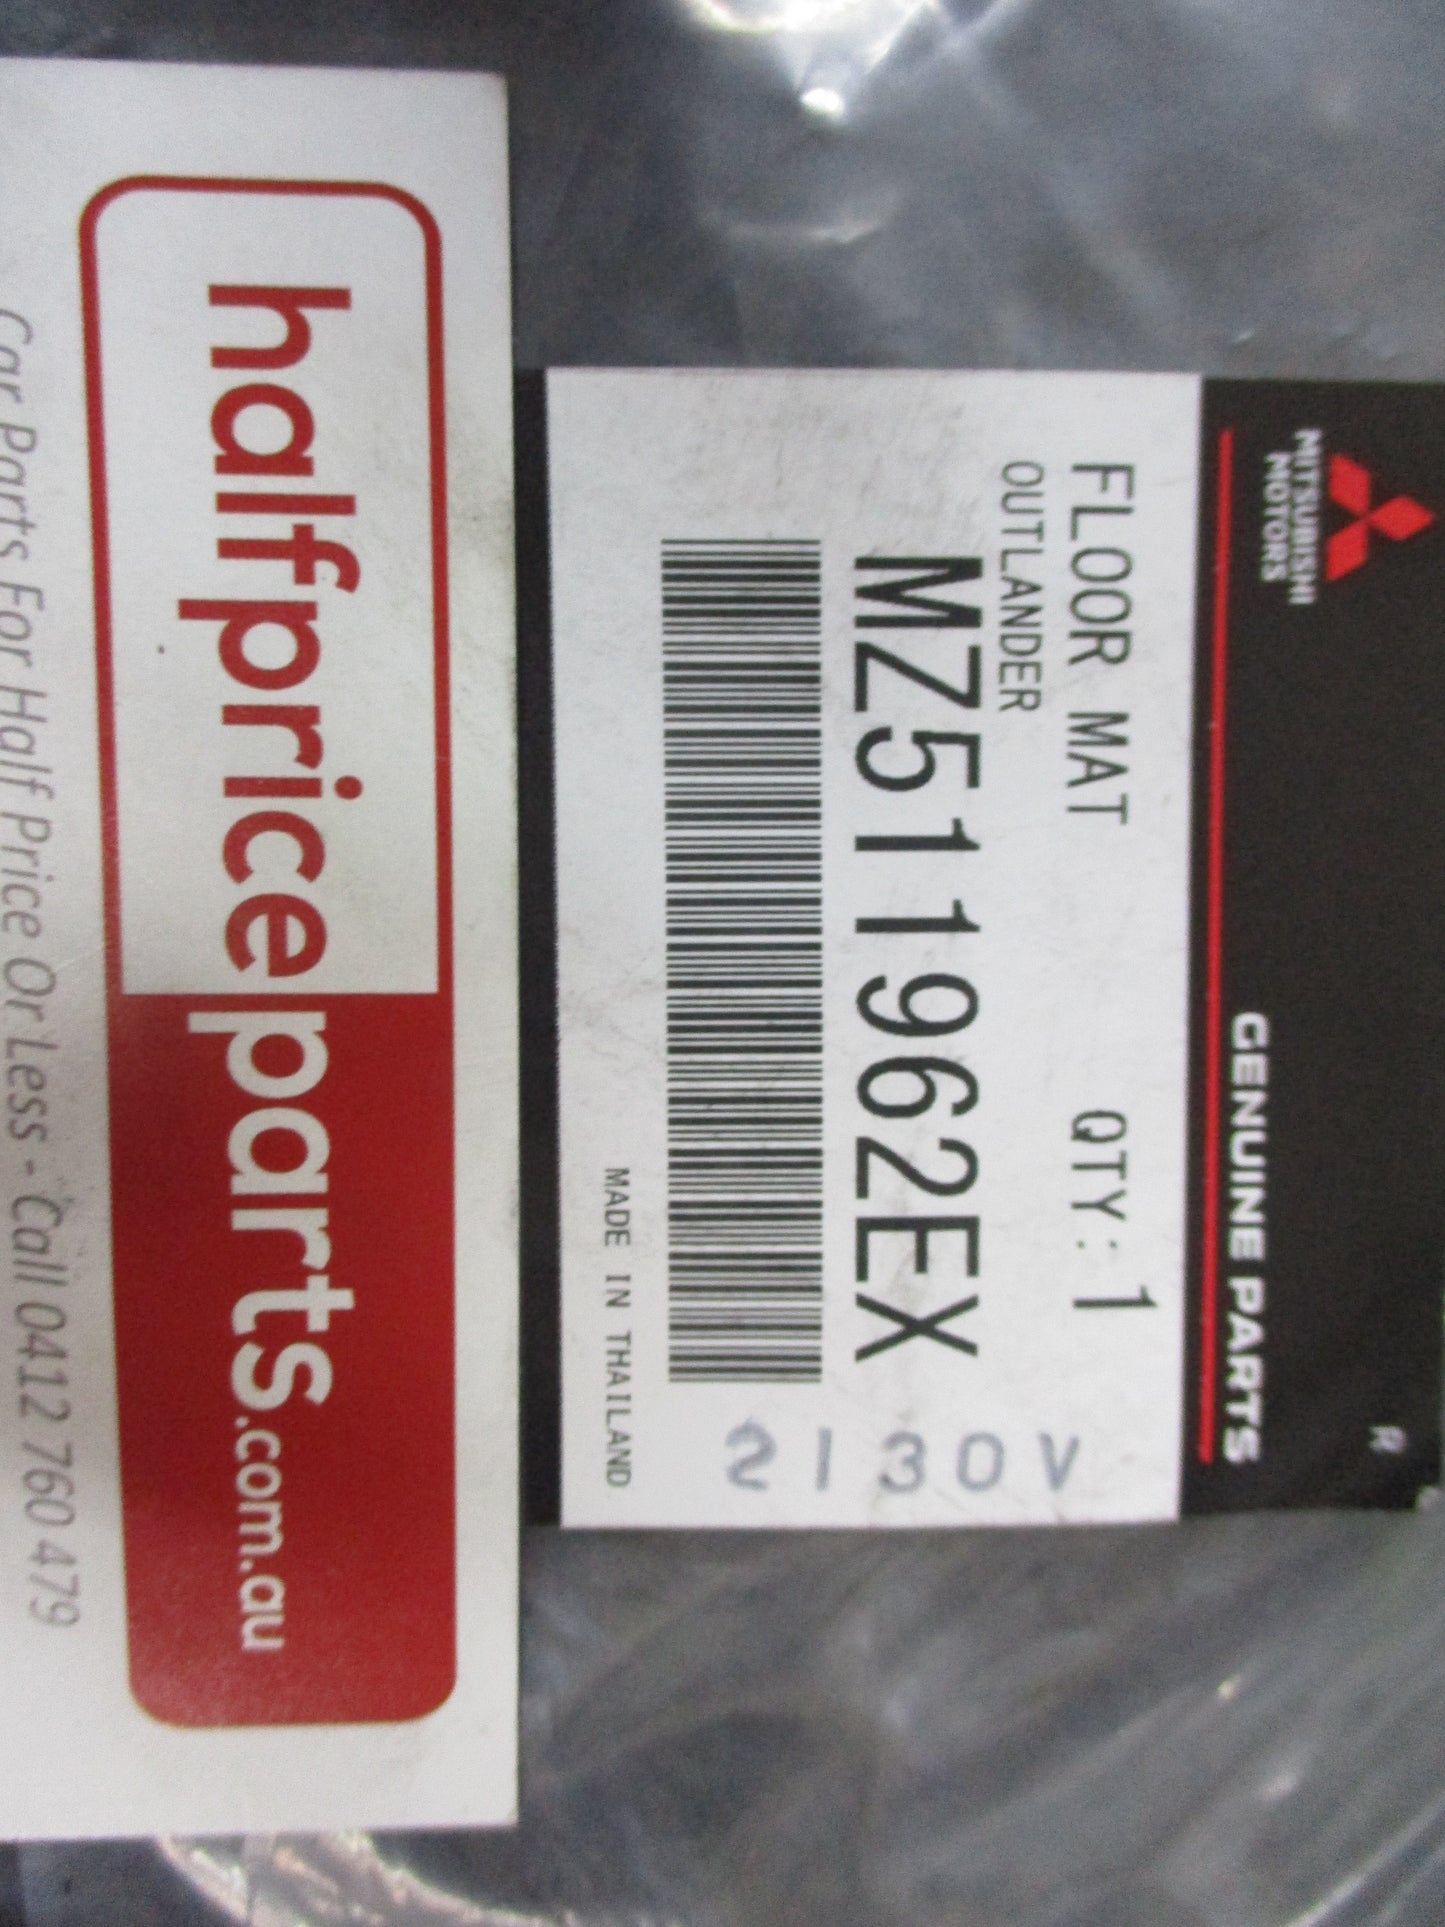 MITSUBISHI
MOTORS
GENUINE PARTS
R
FLOOR MAT QTY: 1
OUTLANDER
MZ511962EX
2130V
MADE IN THAILAND
halfpriceparts.com.au
Car Parts For Half Price Or Less - Call 0412 760 479